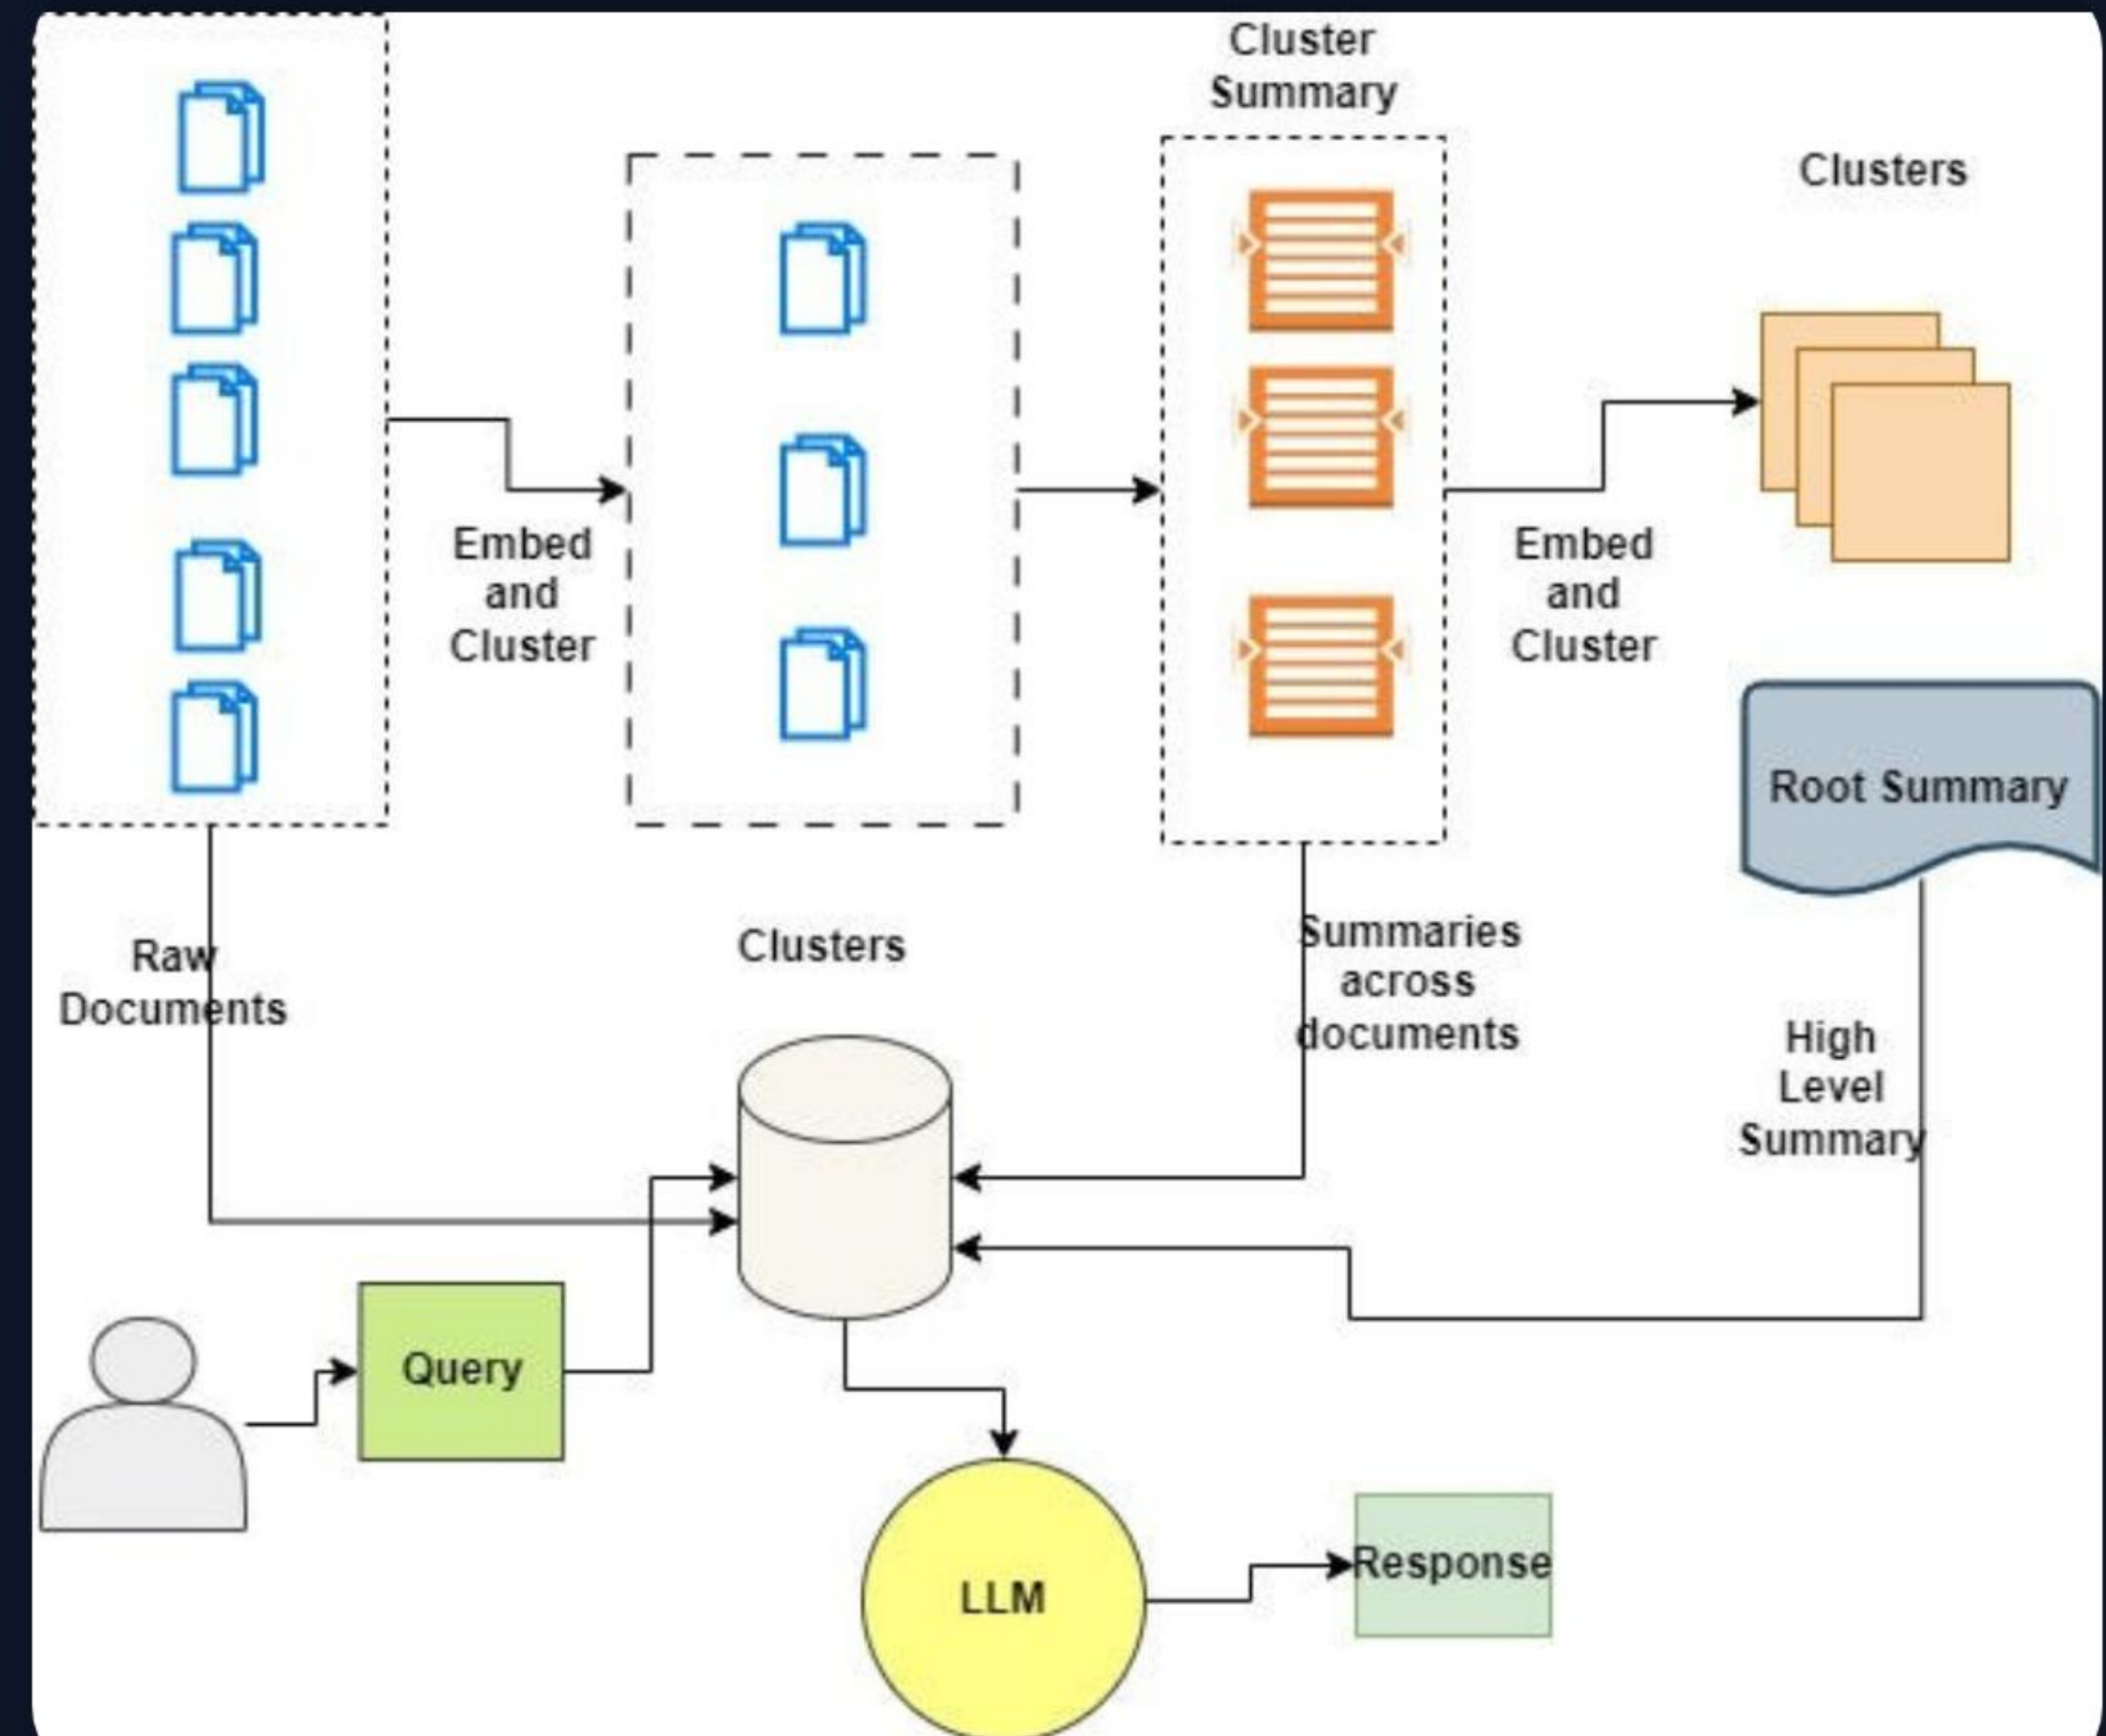 Cluster
Summary
Clusters
Embed
and
Cluster
Embed
and
Cluster
Root Summary
Raw
Documents
Clusters
Summaries
across
documents
High
Level
Summary
Query
LLM
Response